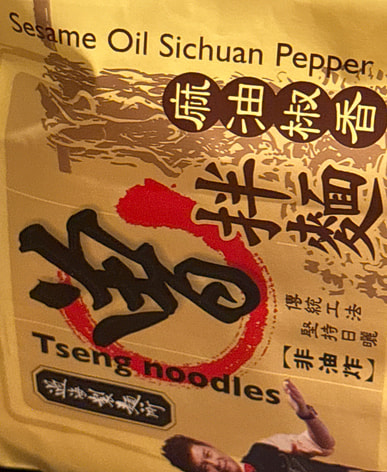 Sesame Oil Sichuan Pepper
麻油椒香
曾拌麵
傳統工法
堅持日曬
【非油炸】
Tseng noodles